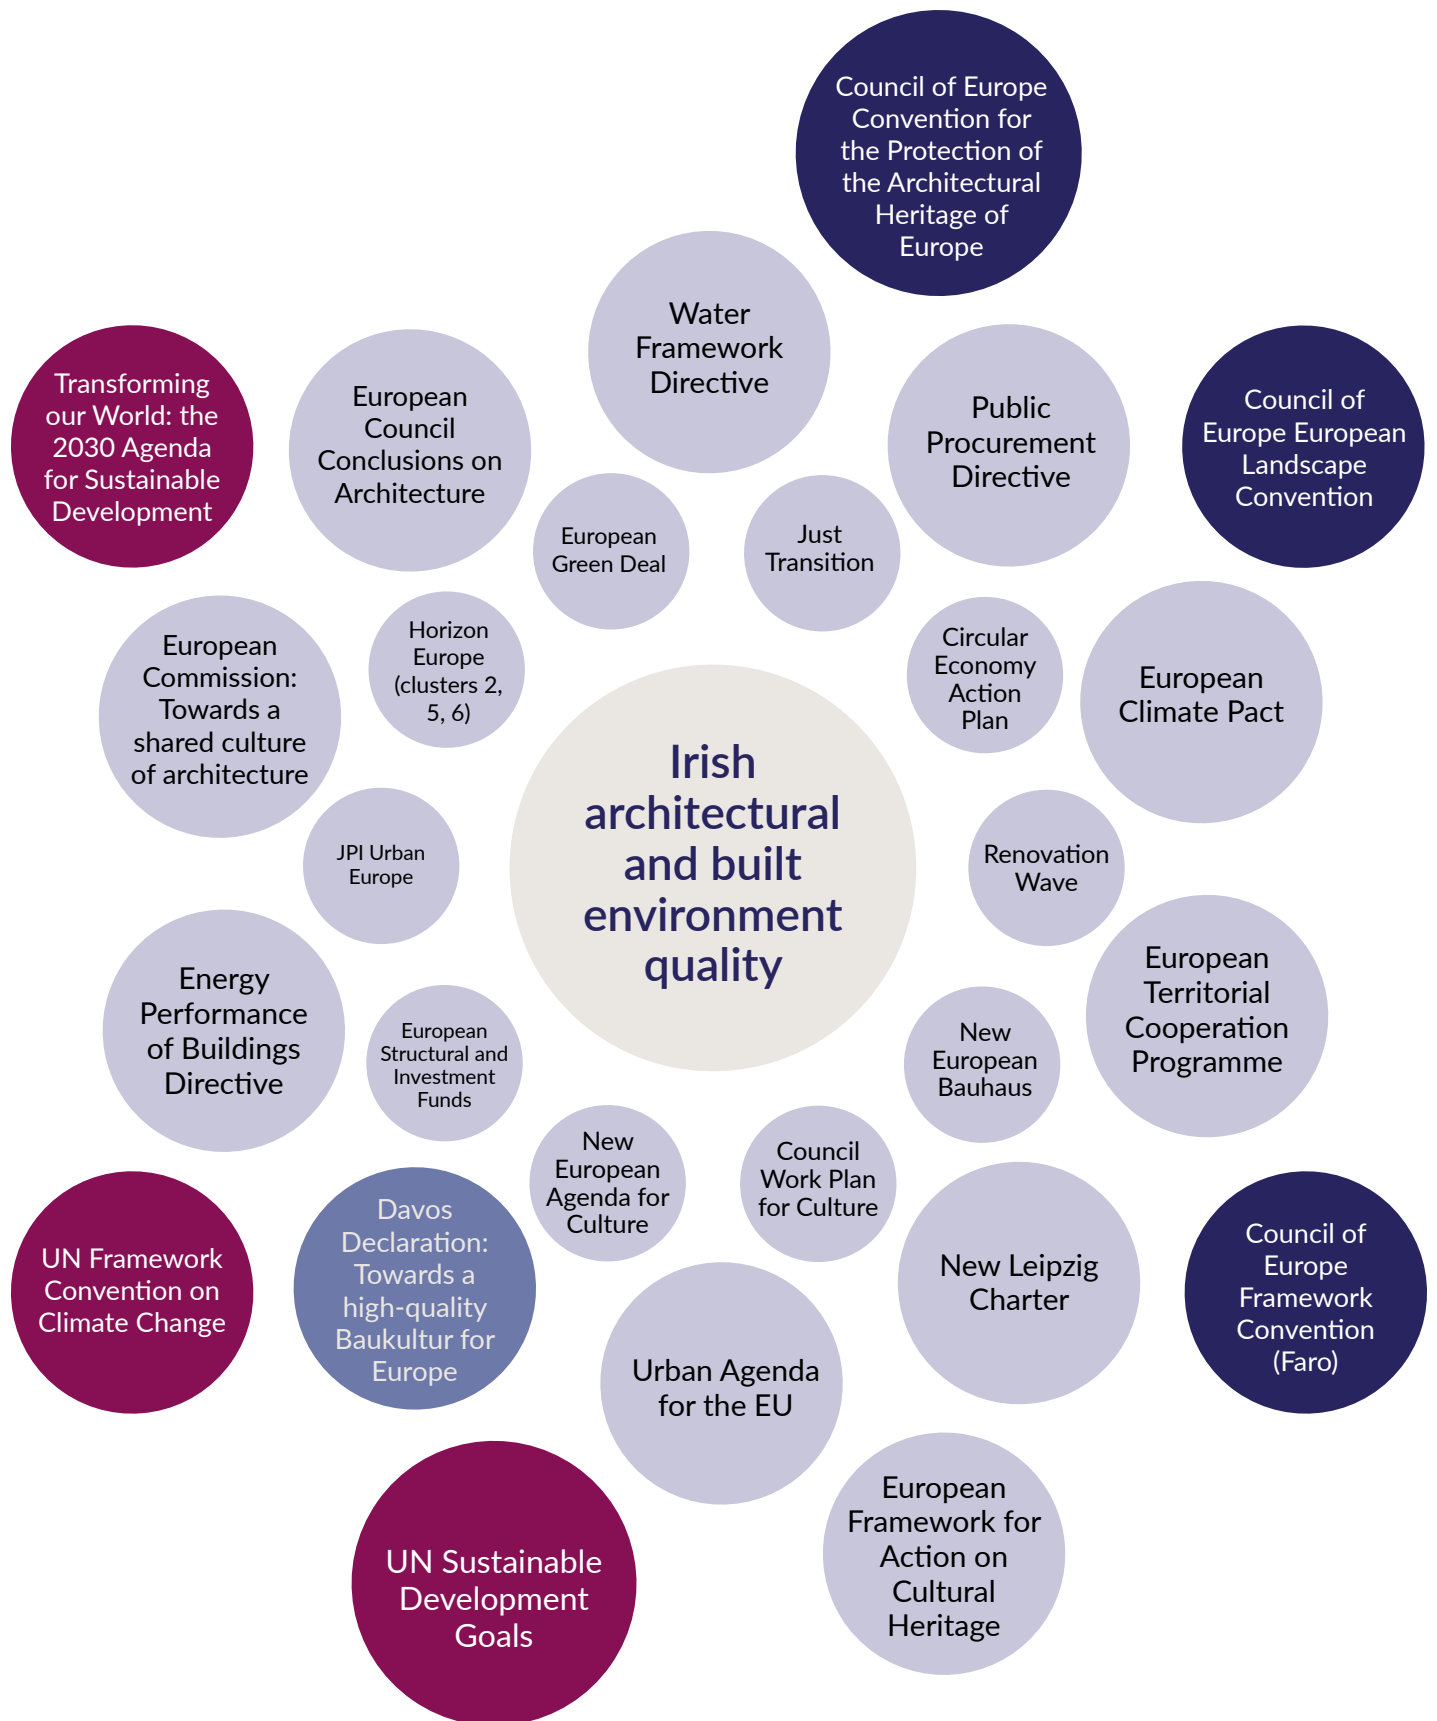 Council of Europe
Convention for
the Protection of
the Architectural
Heritage of
Europe
Water
Framework
Directive
Transforming
our World: the
2030 Agenda
for Sustainable
Development
European
Council
Conclusions on
Architecture
Public
Procurement
Directive
Council of
Europe European
Landscape
Convention
European
Green Deal
Just
Transition
European
Commission:
Towards a
shared culture
of architecture
Horizon
Europe
(clusters 2,
5, 6)
Circular
Economy
Action
Plan
European
Climate Pact
Irish
architectural
and built
environment
quality
JPI Urban
Europe
Renovation
Wave
Energy
Performance
of Buildings
Directive
European
Structural and
Investment
Funds
New
European
Bauhaus
European
Territorial
Cooperation
Programme
New
European
Agenda for
Culture
Council
Work Plan
for Culture
UN Framework
Convention on
Climate Change
Davos
Declaration:
Towards a
high-quality
Baukultur for
Europe
New Leipzig
Charter
Council of
Europe
Framework
Convention
(Faro)
Urban Agenda
for the EU
UN Sustainable
Development
Goals
European
Framework for
Action on
Cultural
Heritage